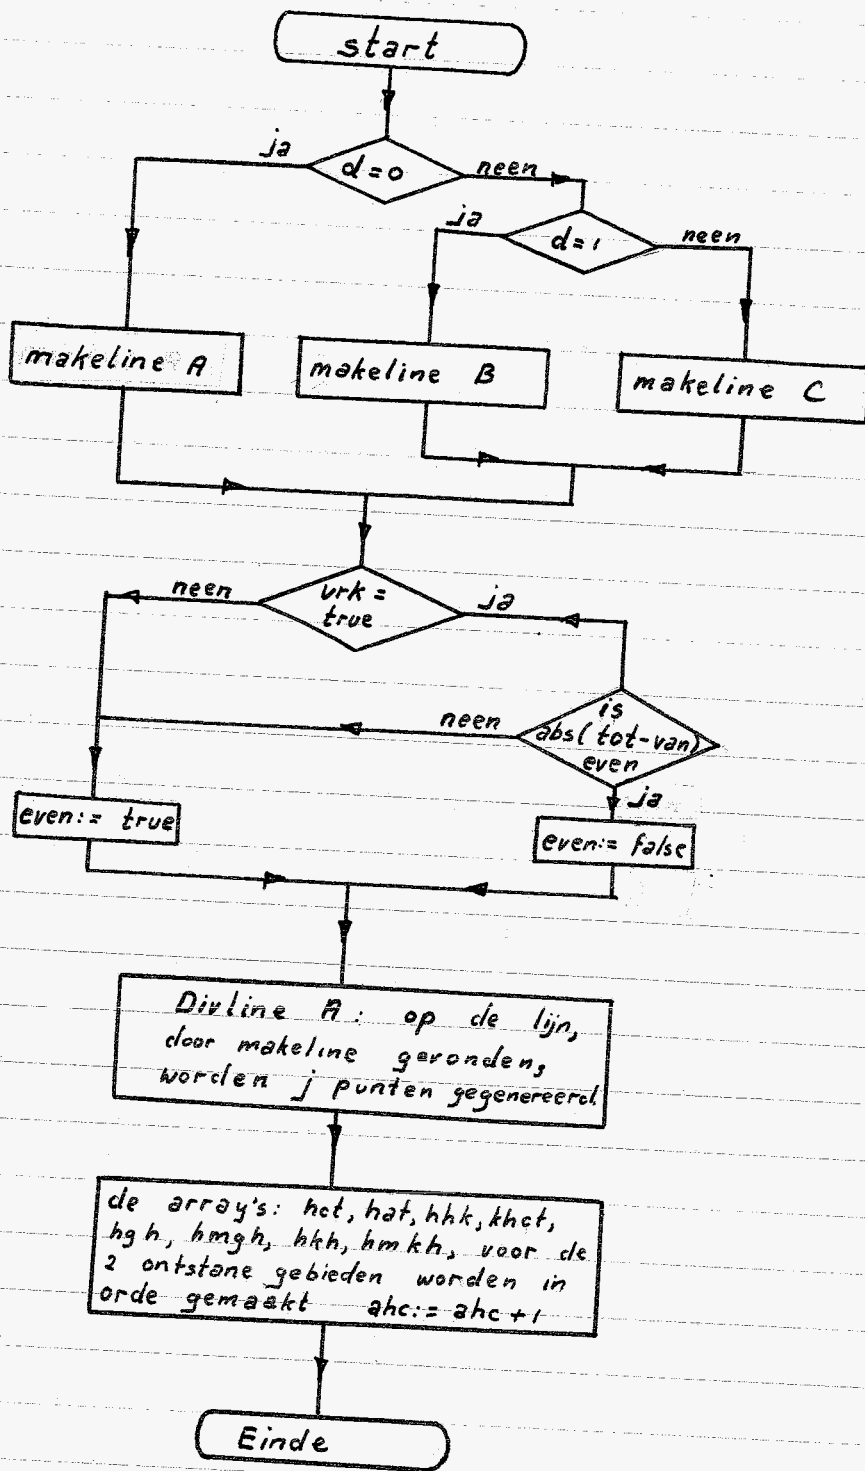 start
ja
d=0
neen
ja
d=1
neen
makeline A
makeline B
makeline C
neen
vrk =
true
ja
neen
is
abs(tot-van)
even
ja
even:= true
even:= false
Divline A: op de lijn,
door makeline gevonden,
worden j punten gegenereerd.
de array's: hct, hat, hhk, khct,
hgh, hmgh, hkh, hmkh, voor de
2 ontstane gebieden worden in
orde gemaakt ahc:= ahc + 1
Einde